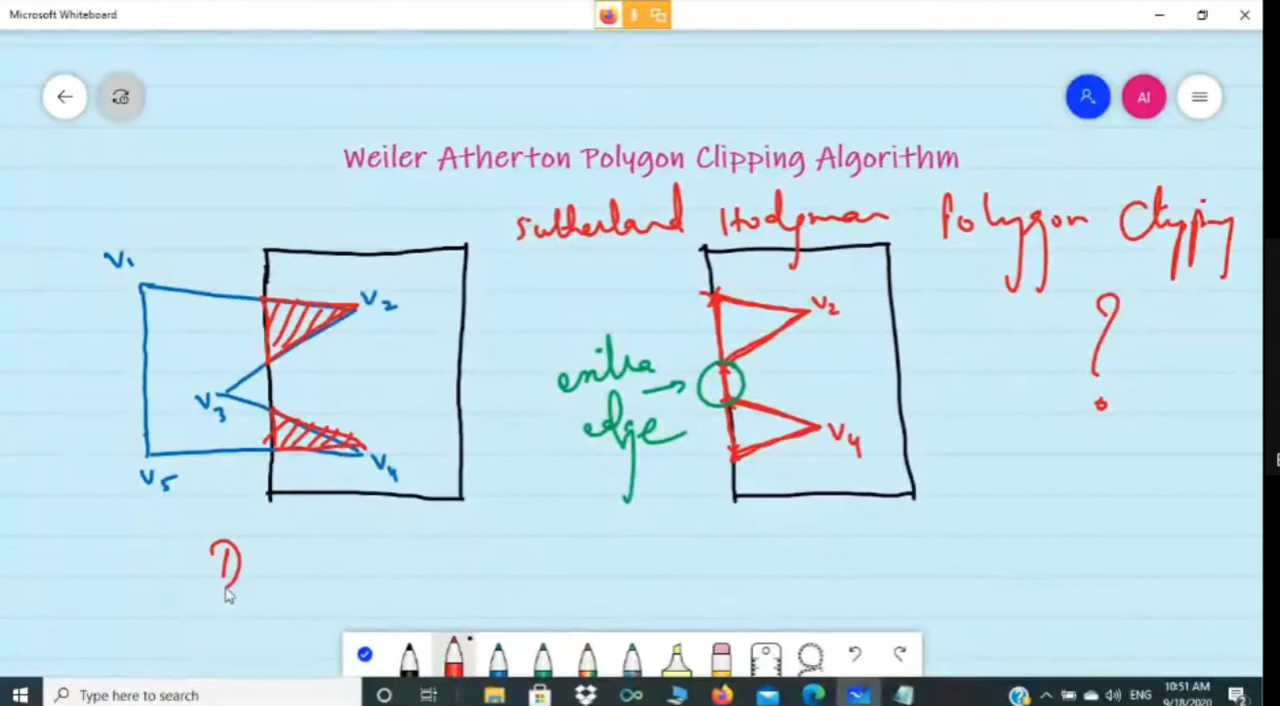 Microsoft Whiteboard
AI
Weiler Atherton Polygon Clipping Algorithm
Sutherland Hodgman Polygon Clipping
?
V1
V2
V3
V4
V5
V2
extra
edge
V4
D
Type here to search
ENG
10:51 AM
9/18/2020
2